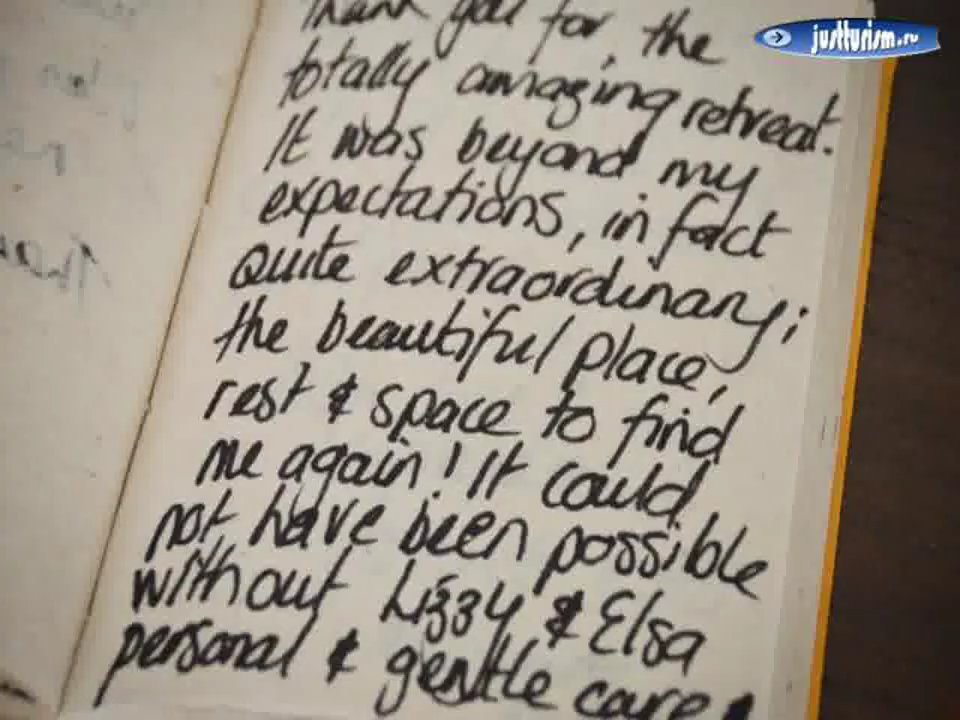 justturism.ru
Thank you for the
totally amazing retreat.
It was beyond my
expectations, in fact
quite extraordinary;
the beautiful place,
rest & space to find
me again! It could
not have been possible
without Lizzy & Elsa
personal & gentle care.